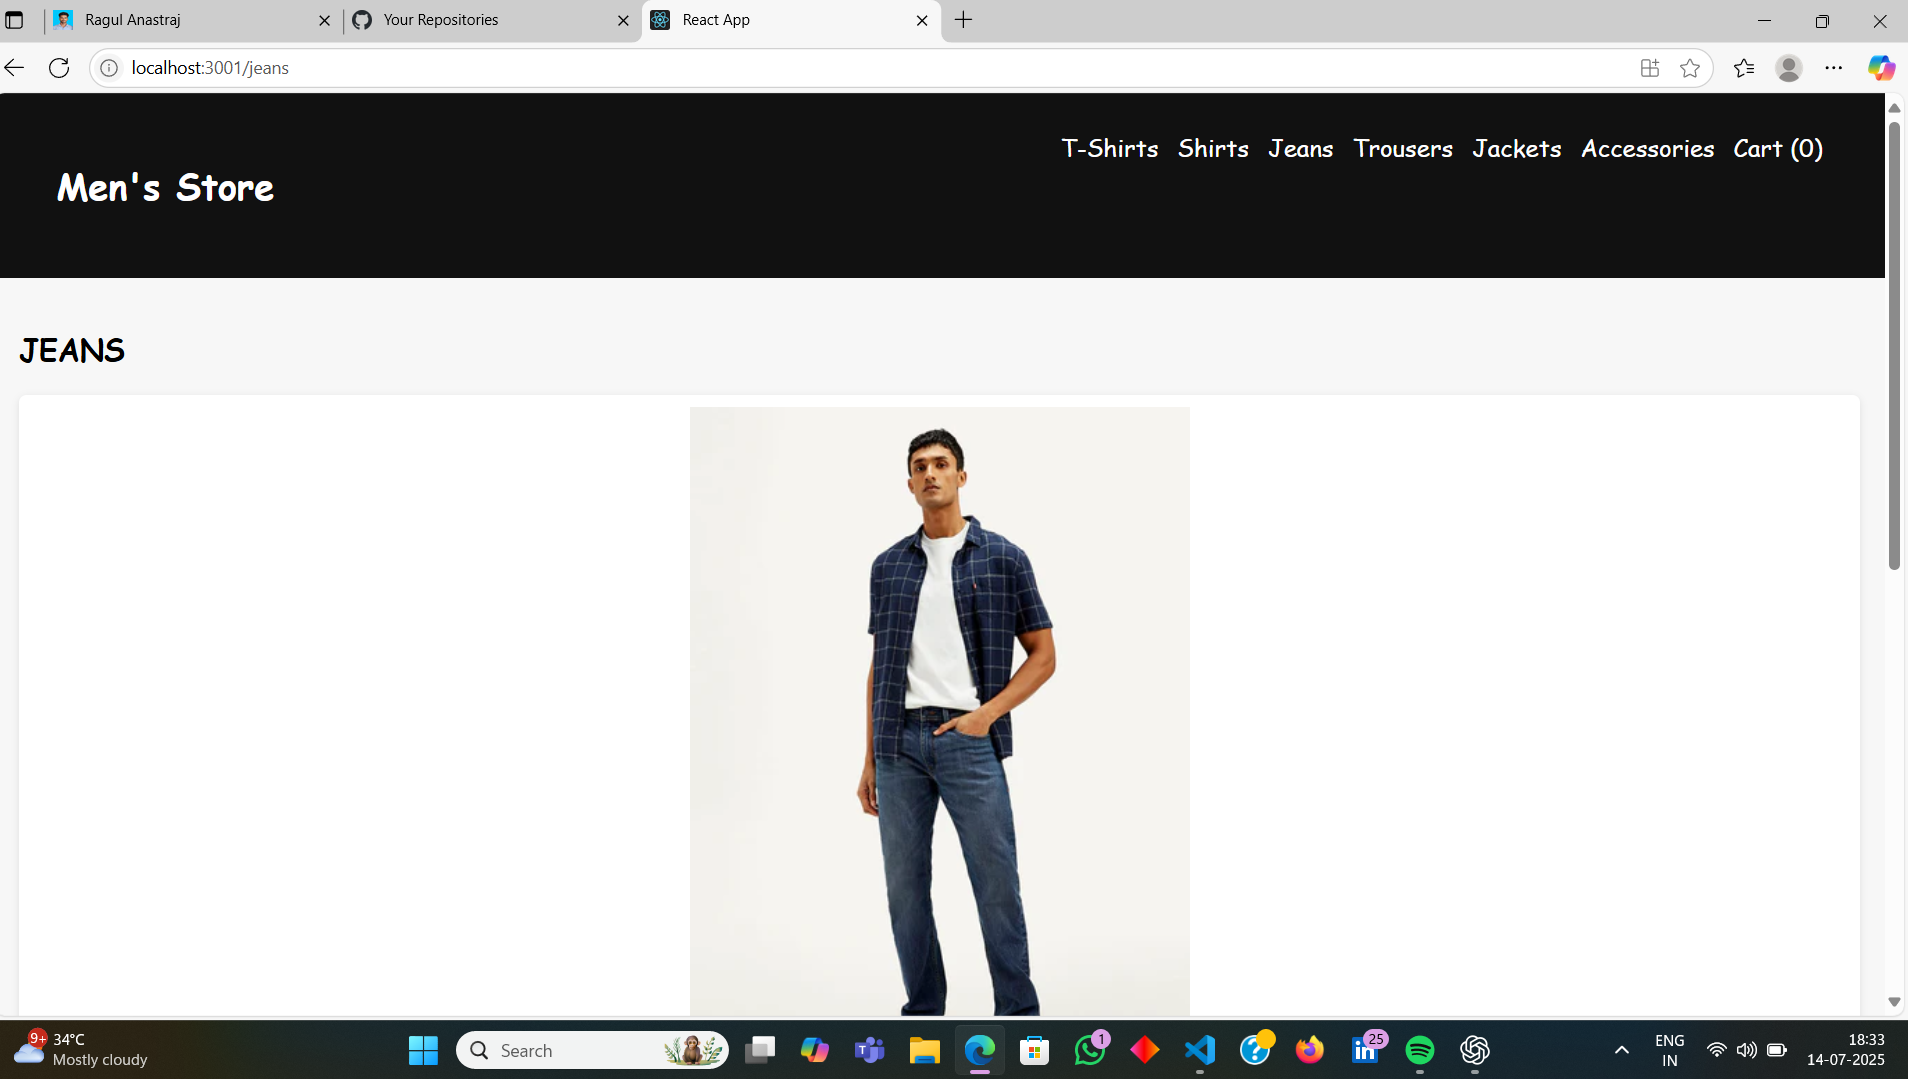 Ragul Anastraj
Your Repositories
React App
localhost:3001/jeans
T-Shirts Shirts Jeans Trousers Jackets Accessories Cart (0)
Men's Store
JEANS
9+
34°C
Mostly cloudy
Search
1
25
ENG
IN
18:33
14-07-2025